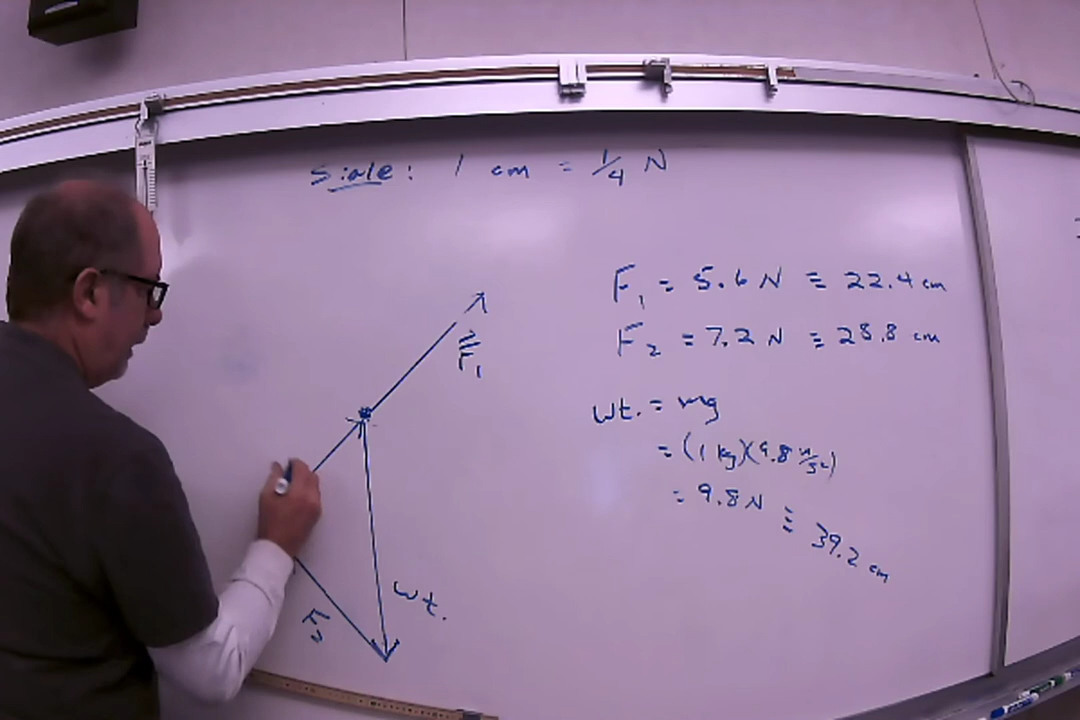 Scale: 1 cm = 1/4 N
F₁ = 5.6 N ≡ 22.4 cm
F₂ = 7.2 N ≡ 28.8 cm
wt. = mg
= (1 kg)(9.8 m/s²)
= 9.8 N ≡ 39.2 cm
F₁
wt.
F₂